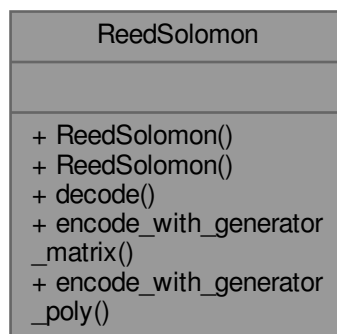 ReedSolomon
+ ReedSolomon()
+ ReedSolomon()
+ decode()
+ encode_with_generator
_matrix()
+ encode_with_generator
_poly()